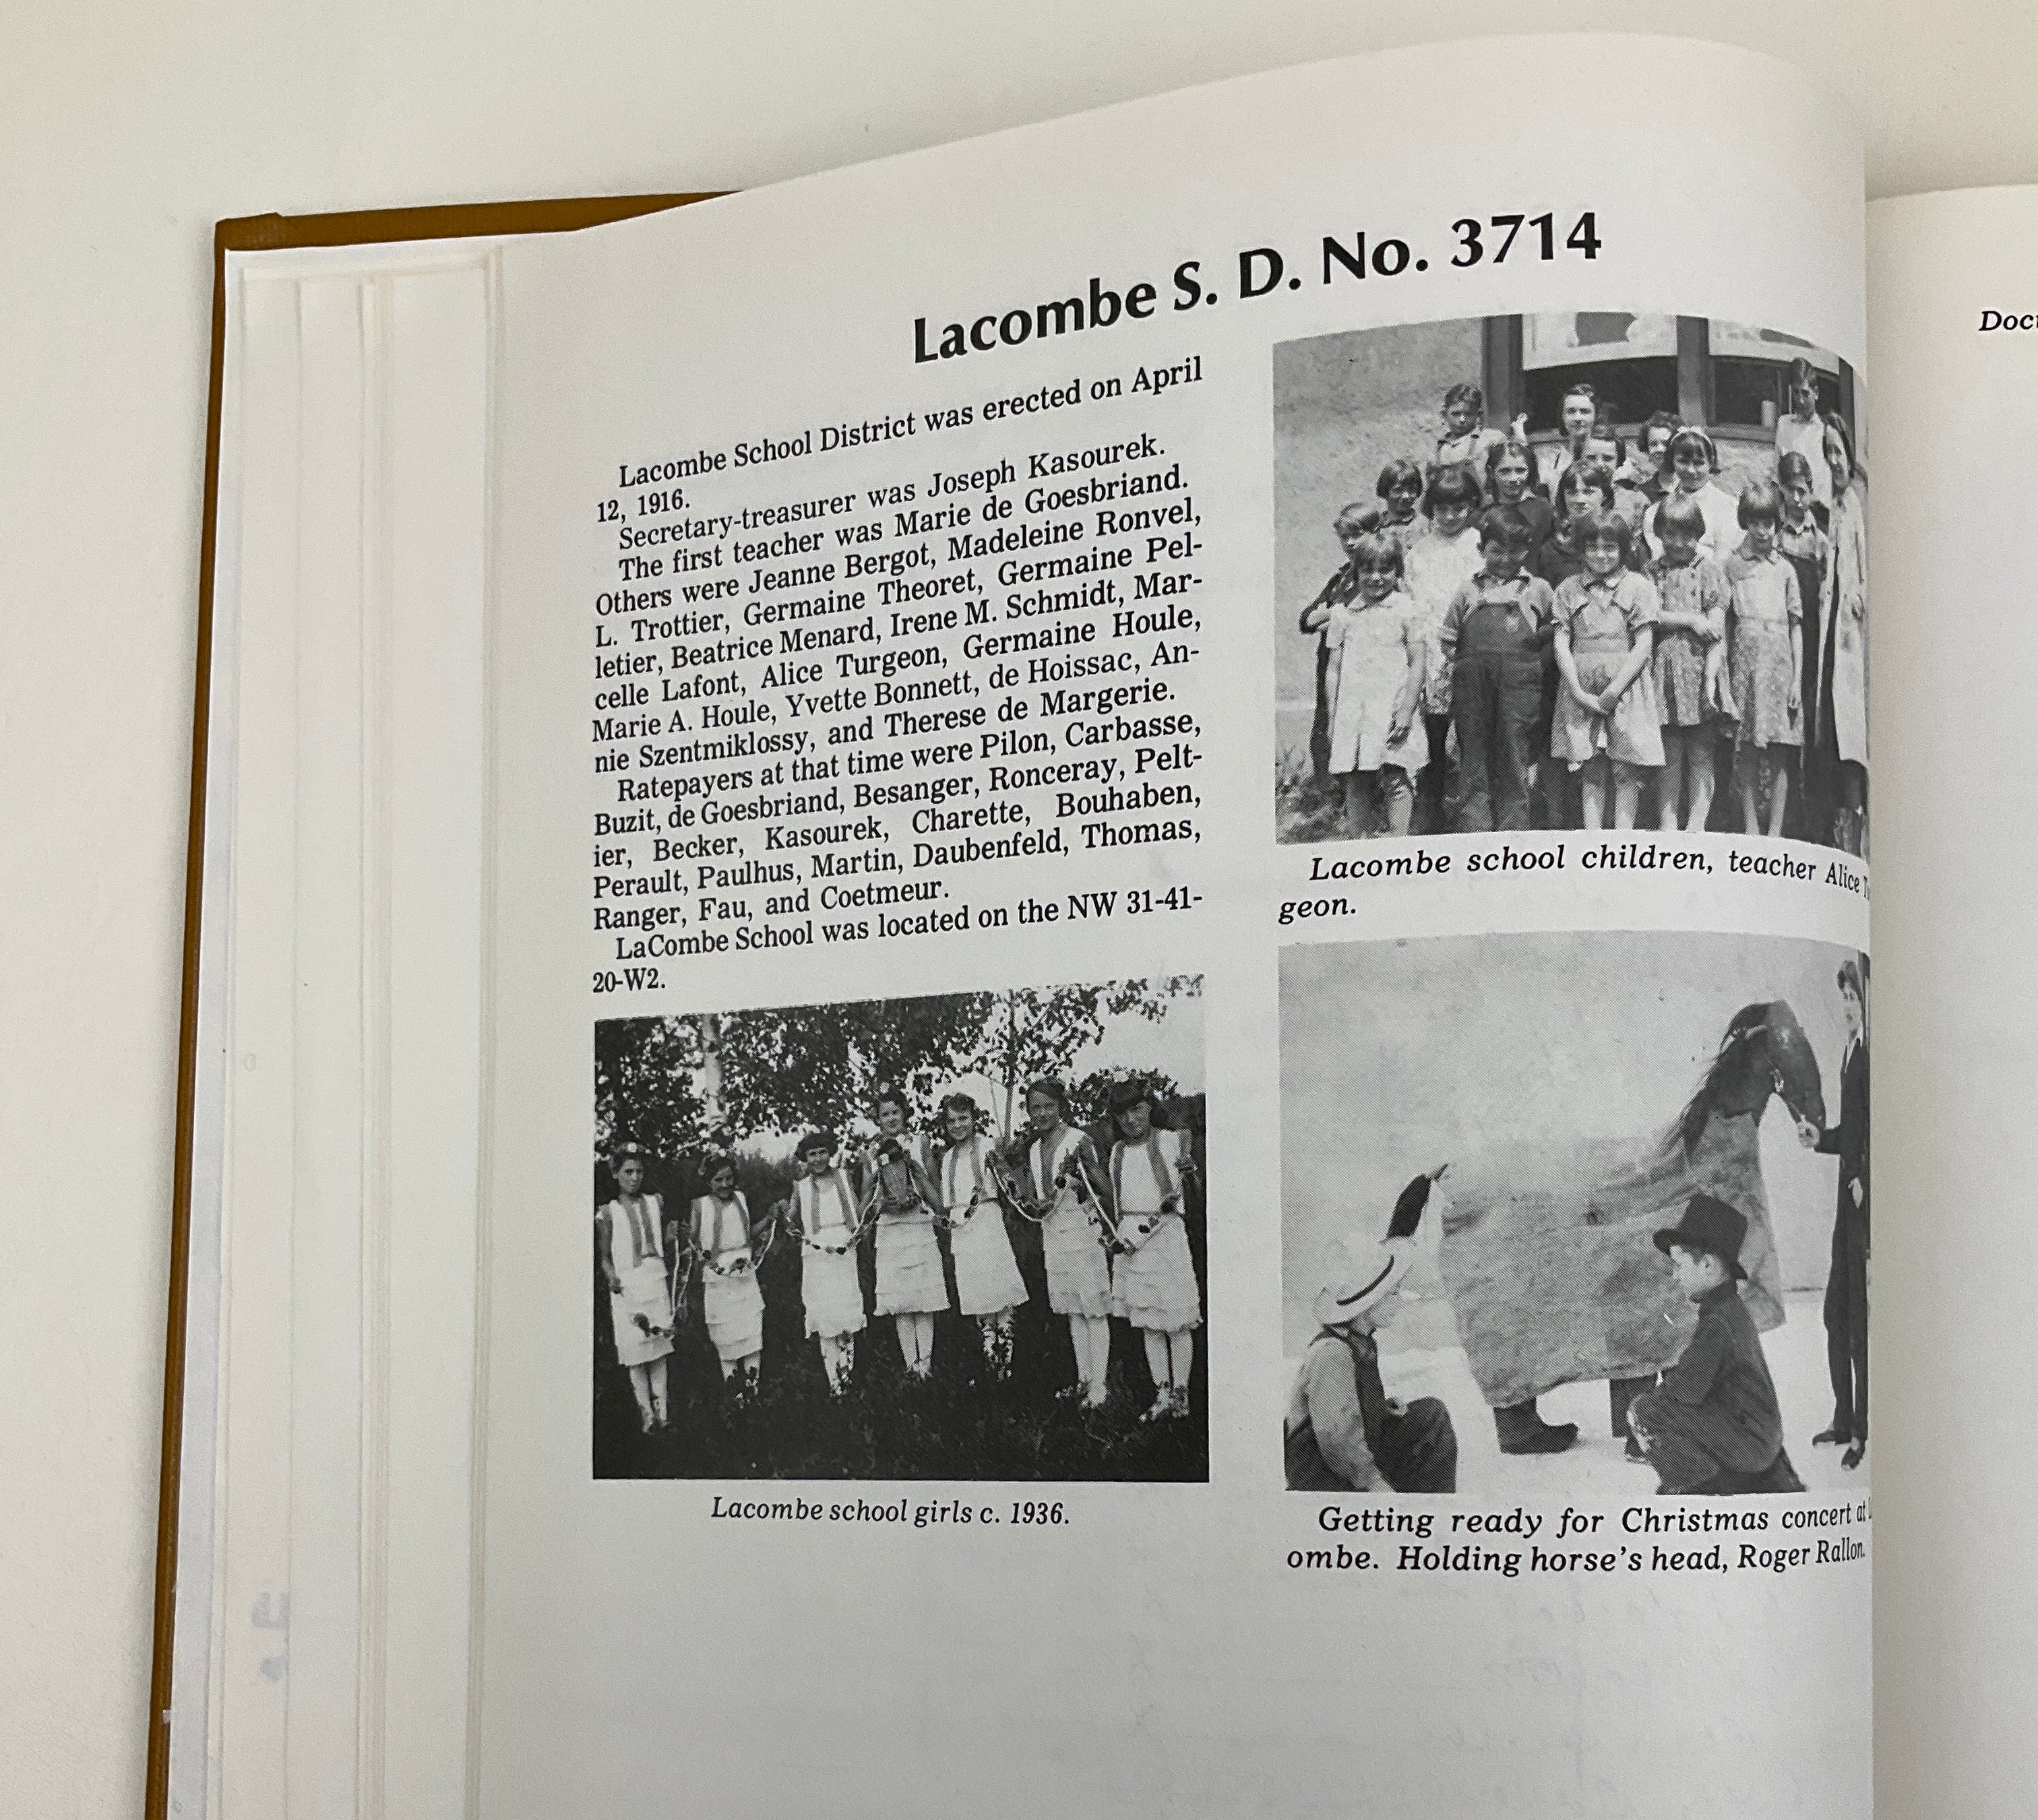 Lacombe S. D. No. 3714
Lacombe School District was erected on April
12, 1916.
Secretary-treasurer was Joseph Kasourek.
The first teacher was Marie de Goesbriand.
Others were Jeanne Bergot, Madeleine Ronvel,
L. Trottier, Germaine Theoret, Germaine Pel-
letier, Beatrice Menard, Irene M. Schmidt, Mar-
celle Lafont, Alice Turgeon, Germaine Houle,
Marie A. Houle, Yvette Bonnett, de Hoissac, An-
nie Szentmiklossy, and Therese de Margerie.
Ratepayers at that time were Pilon, Carbasse,
Buzit, de Goesbriand, Besanger, Ronceray, Pelt-
ier, Becker, Kasourek, Charette, Bouhaben,
Perault, Paulhus, Martin, Daubenfeld, Thomas,
Ranger, Fau, and Coetmeur.
LaCombe School was located on the NW 31-41-
20-W2.
Lacombe school girls c. 1936.
Lacombe school children, teacher Alice
geon.
Getting ready for Christmas concert at
ombe. Holding horse's head, Roger Rallon.